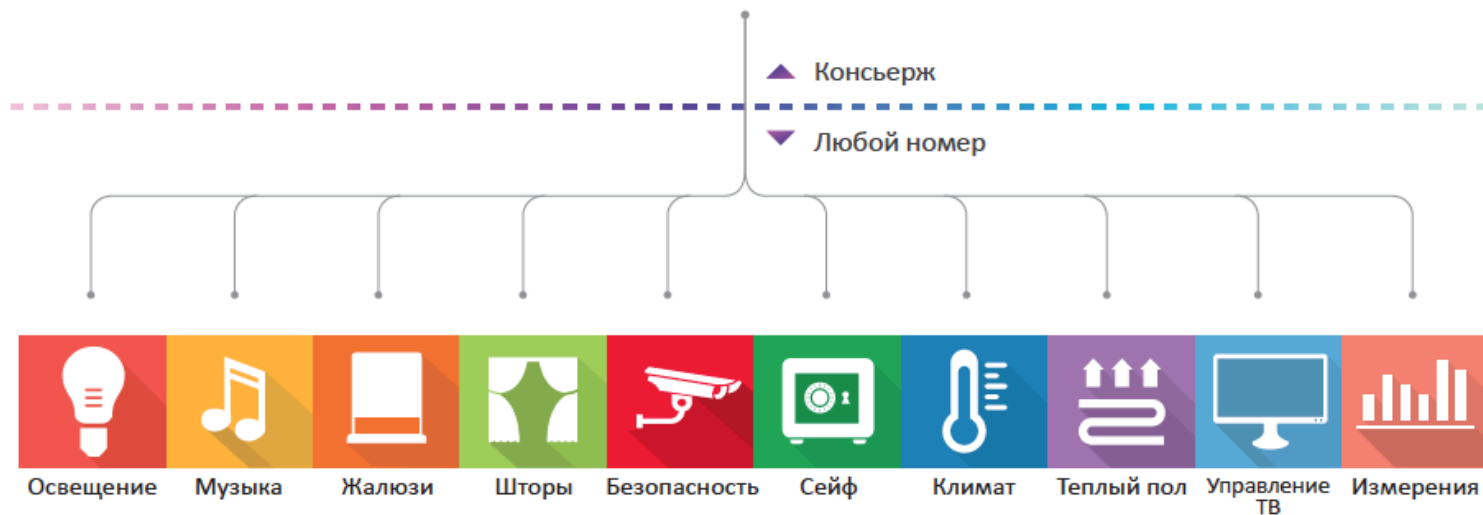 Консьерж
Любой номер
Освещение
Музыка
Жалюзи
Шторы
Безопасность
Сейф
Климат
Теплый пол
Управление
ТВ
Измерения